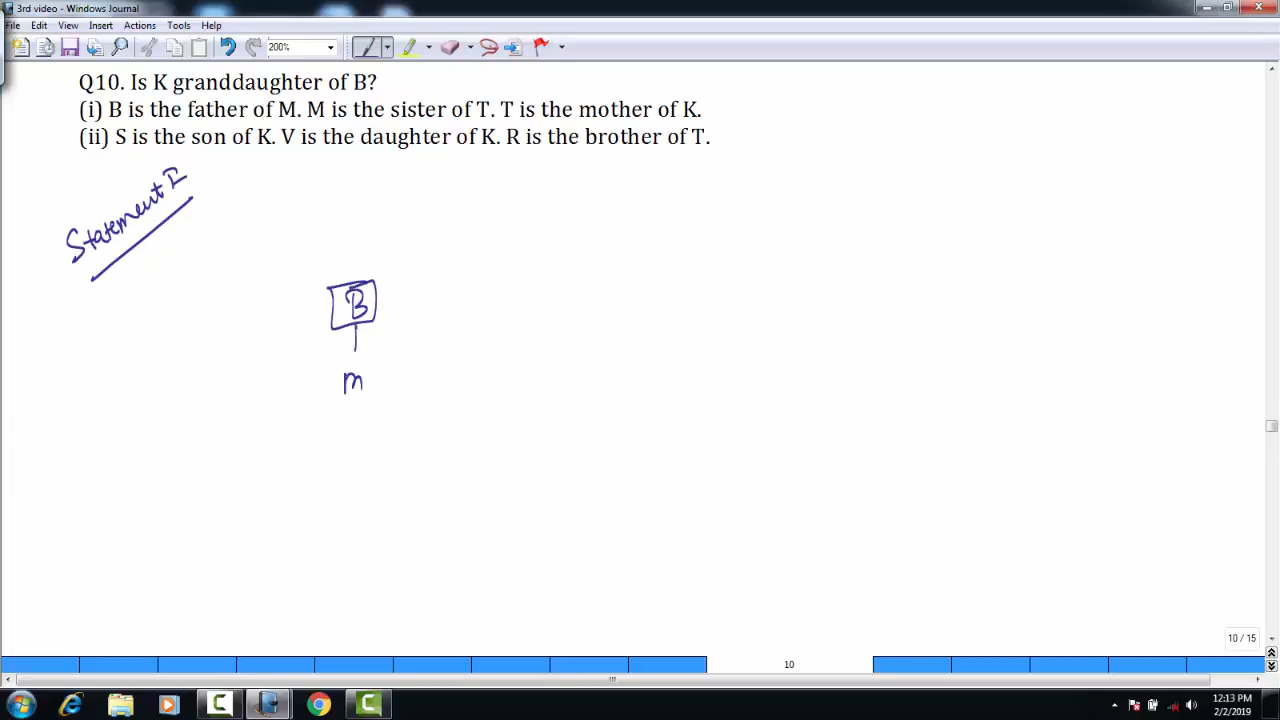 3rd video - Windows Journal
File Edit View Insert Actions Tools Help
200%
Q10. Is K granddaughter of B?
(i) B is the father of M. M is the sister of T. T is the mother of K.
(ii) S is the son of K. V is the daughter of K. R is the brother of T.
Statement I
B
m
10 / 15
10
12:13 PM
2/2/2019